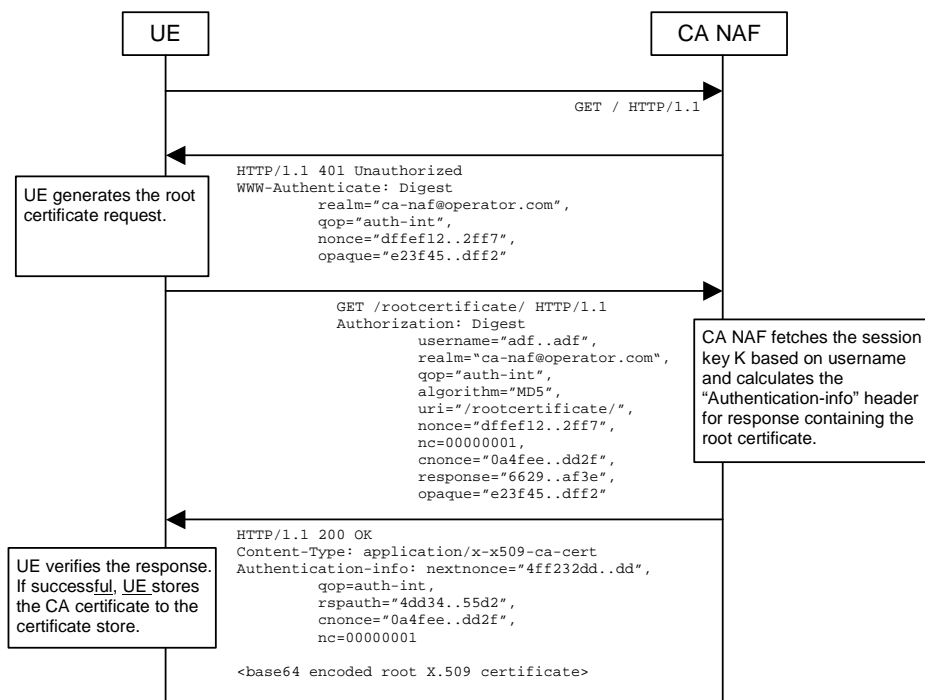 UE
CA NAF
GET / HTTP/1.1
HTTP/1.1 401 Unauthorized
WWW-Authenticate: Digest
realm="ca-naf@operator.com",
qop="auth-int",
nonce="dffef12..2ff7",
opaque="e23f45..dff2"
UE generates the root
certificate request.
GET /rootcertificate/ HTTP/1.1
Authorization: Digest
username="adf..adf",
realm="ca-naf@operator.com",
qop="auth-int",
algorithm="MD5",
uri="/rootcertificate/",
nonce="dffef12..2ff7",
nc=00000001,
cnonce="0a4fee..dd2f",
response="6629..af3e",
opaque="e23f45..dff2"
CA NAF fetches the session
key K based on username
and calculates the
“Authentication-info” header
for response containing the
root certificate.
HTTP/1.1 200 OK
Content-Type: application/x-x509-ca-cert
Authentication-info: nextnonce="4ff232dd..dd",
qop=auth-int,
rspauth="4dd34..55d2",
cnonce="0a4fee..dd2f",
nc=00000001
<base64 encoded root X.509 certificate>
UE verifies the response.
If successful, UE stores
the CA certificate to the
certificate store.